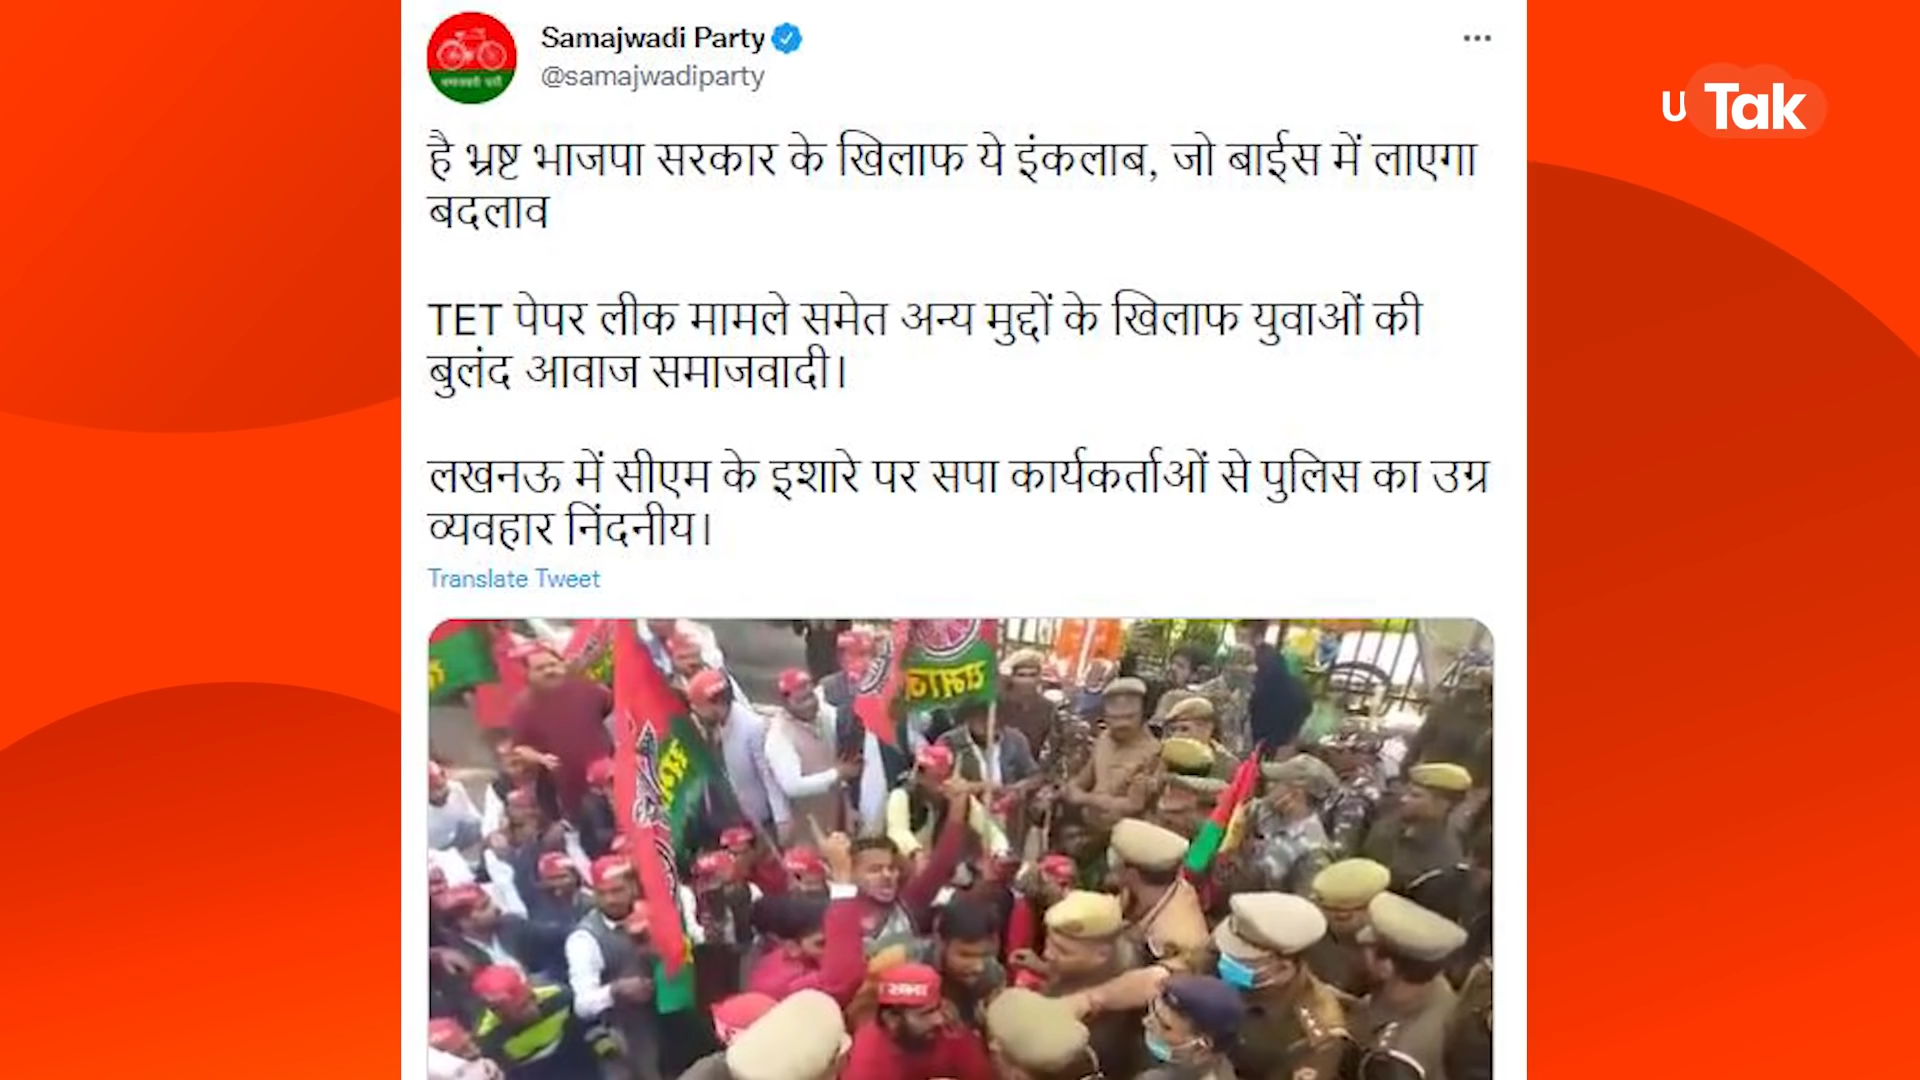 Samajwadi Party
@samajwadiparty
U Tak
है भ्रष्ट भाजपा सरकार के खिलाफ ये इंकलाब, जो बाईस में लाएगा
बदलाव
TET पेपर लीक मामले समेत अन्य मुद्दों के खिलाफ युवाओं की
बुलंद आवाज समाजवादी।
लखनऊ में सीएम के इशारे पर सपा कार्यकर्ताओं से पुलिस का उग्र
व्यवहार निंदनीय।
Translate Tweet